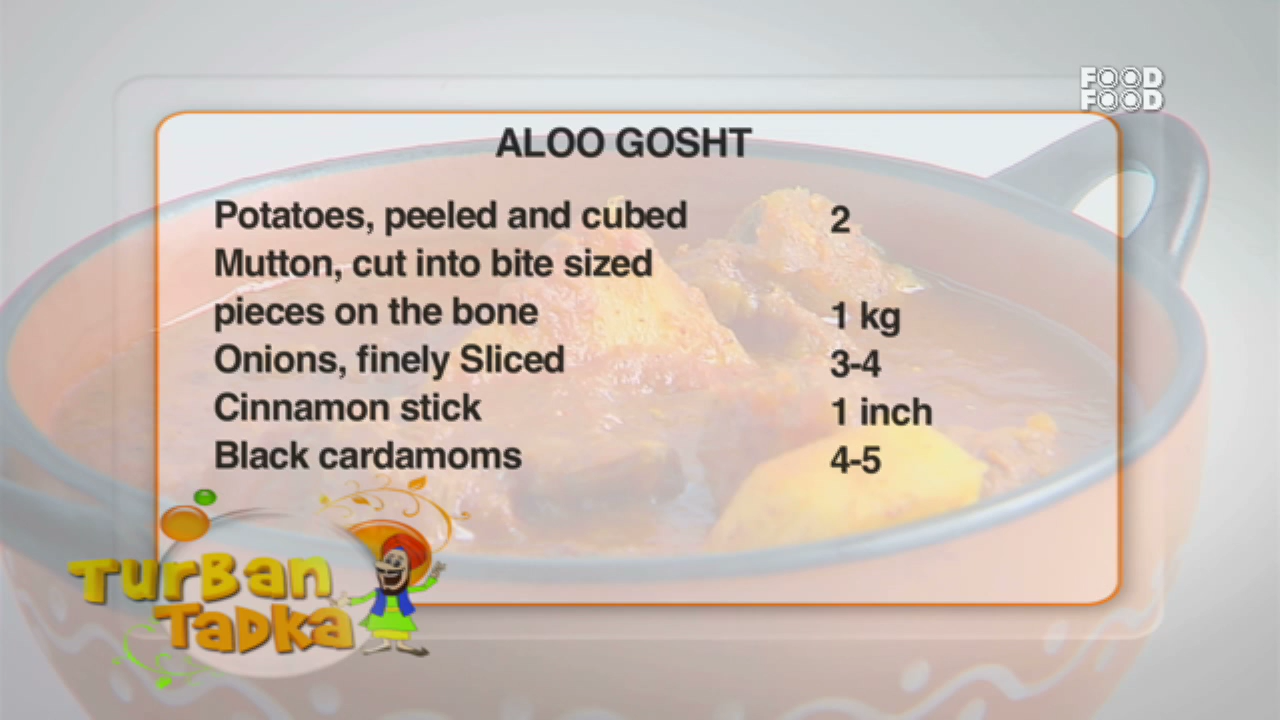 FOOD
FOOD
ALOO GOSHT
Potatoes, peeled and cubed 2
Mutton, cut into bite sized
pieces on the bone 1 kg
Onions, finely Sliced 3-4
Cinnamon stick 1 inch
Black cardamoms 4-5
TurBan
TaDKa